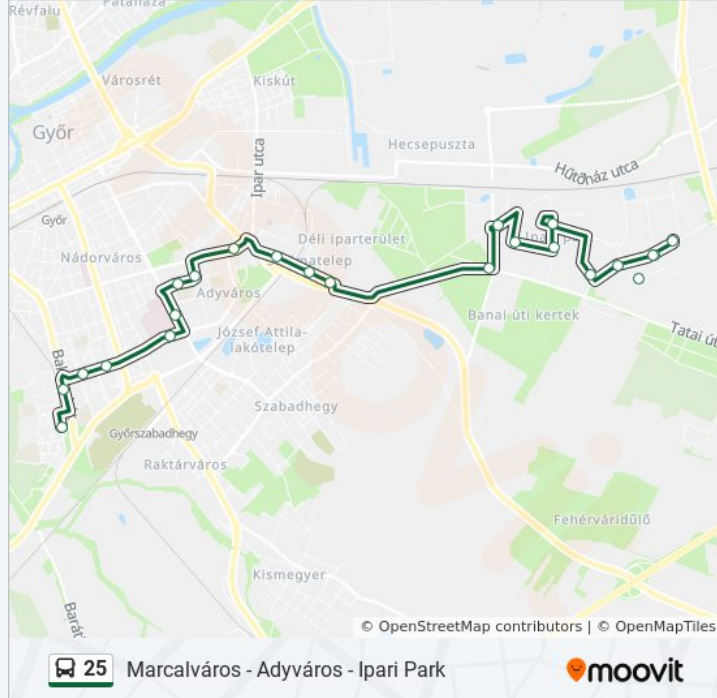 Révfalu
Pataháza
Városrét
Kiskút
Győr
Ipar utca
Hecsepuszta
Hűtőház utca
Győr
Déli iparterület
Nádorváros
Adyváros
Banai úti kertek
József Attila-
lakótelep
Tatai út
Szabadhegy
Győrszabadhegy
Raktárváros
Fehérváridűlő
Kismegyer
© OpenStreetMap contributors | © OpenMapTiles
25 Marcalváros - Adyváros - Ipari Park
moovit